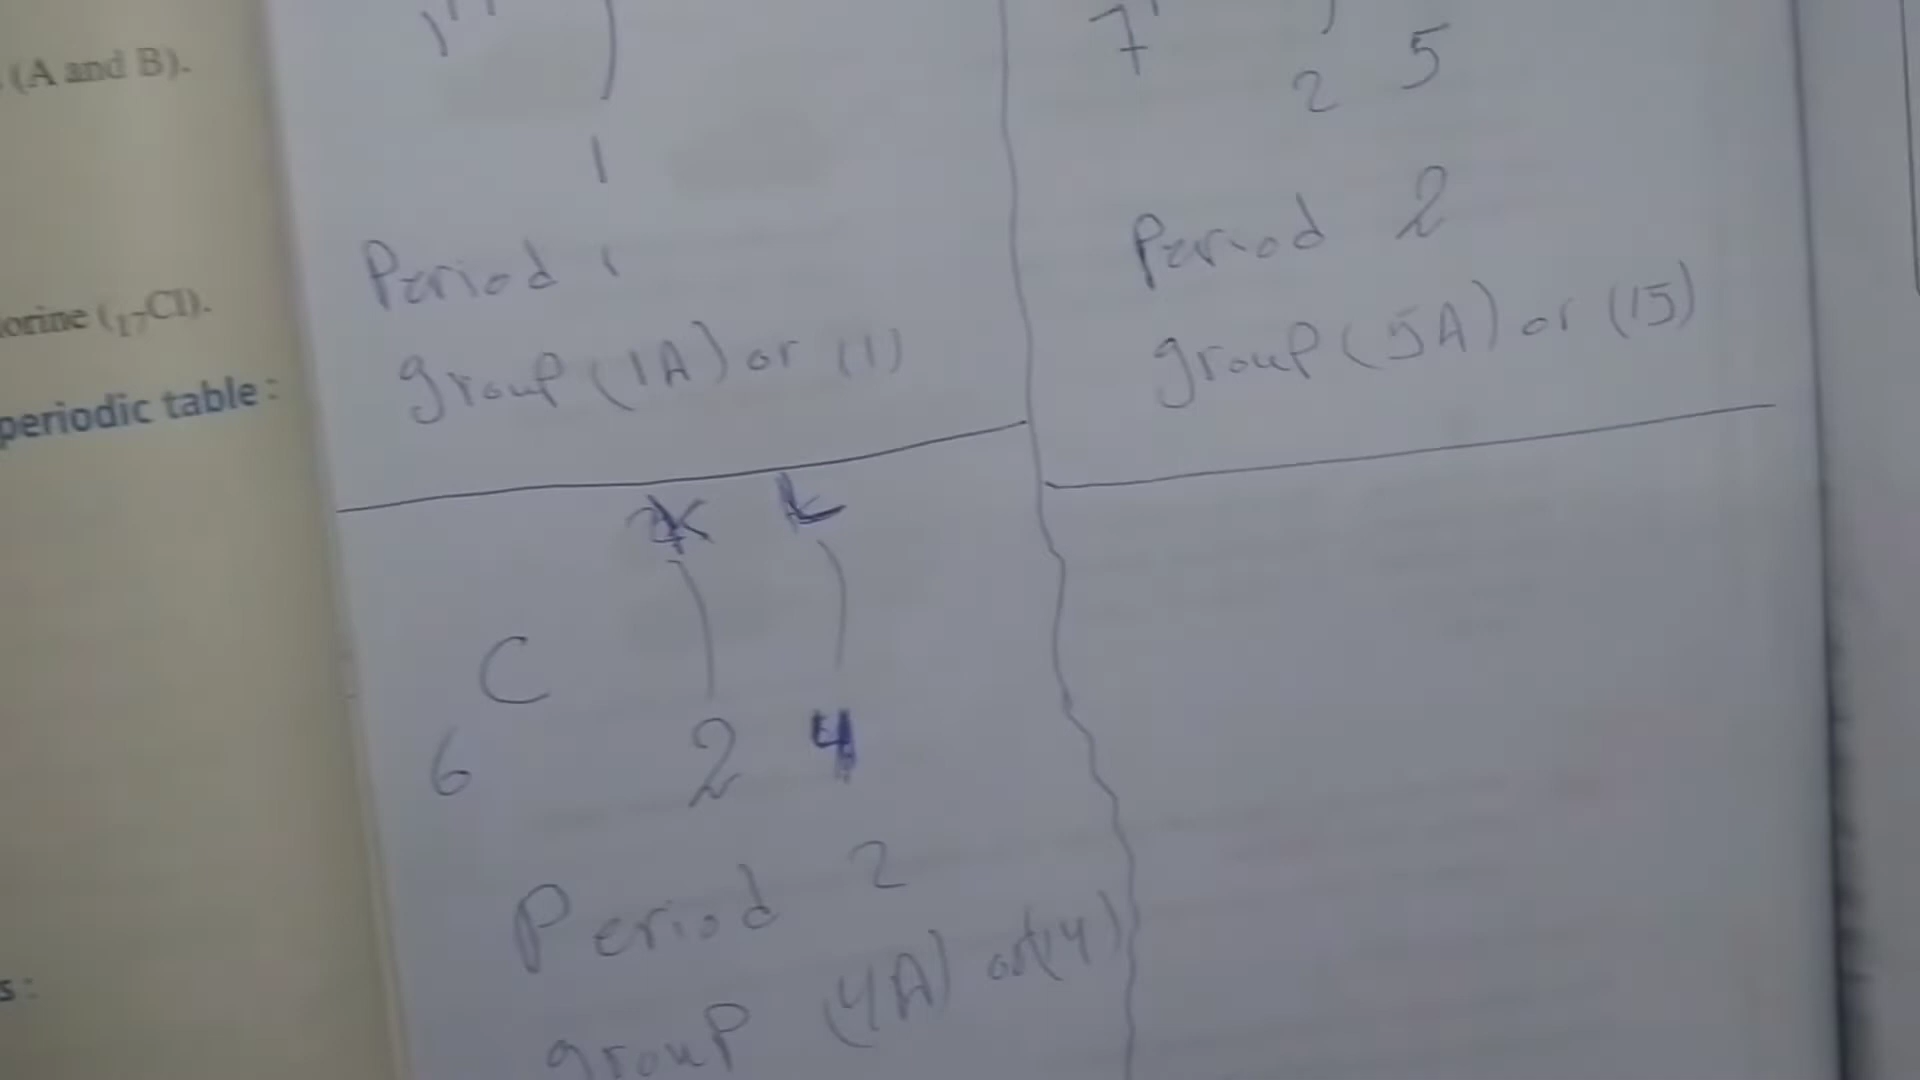 (A and B).
orine (₁₇Cl).
periodic table :
s :
1
Period 1
group (1A) or (1)
7
2 5
Period 2
group (5A) or (15)
K L
C
6 2 4
Period 2
group (4A) or (14)